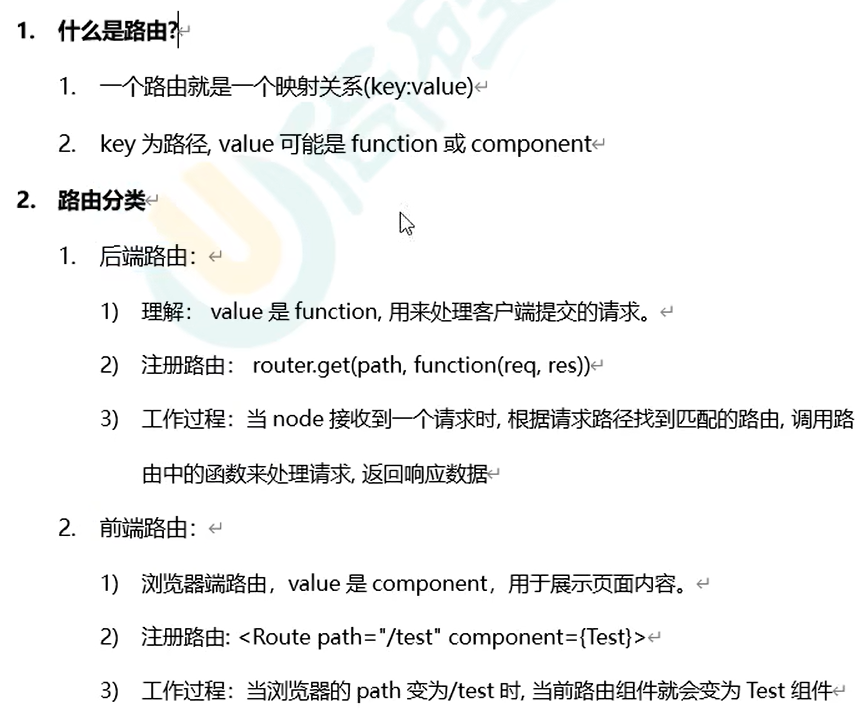 1. 什么是路由?
1. 一个路由就是一个映射关系(key:value)
2. key 为路径, value 可能是 function 或 component
2. 路由分类
1. 后端路由：
1) 理解： value 是 function, 用来处理客户端提交的请求。
2) 注册路由： router.get(path, function(req, res))
3) 工作过程：当 node 接收到一个请求时, 根据请求路径找到匹配的路由, 调用路
由中的函数来处理请求, 返回响应数据
2. 前端路由：
1) 浏览器端路由，value 是 component，用于展示页面内容。
2) 注册路由: <Route path="/test" component={Test}>
3) 工作过程：当浏览器的 path 变为/test 时, 当前路由组件就会变为 Test 组件